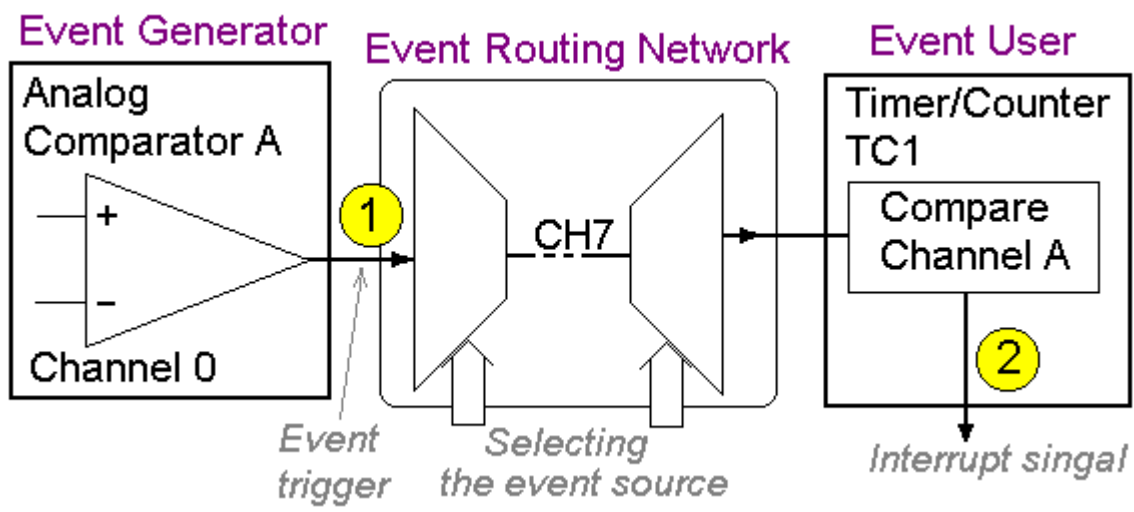 Event Generator
Event Routing Network
Event User
Analog
Comparator A
+
−
Channel 0
1
CH7
Timer/Counter
TC1
Compare
Channel A
2
Event
trigger
Selecting
the event source
Interrupt singal